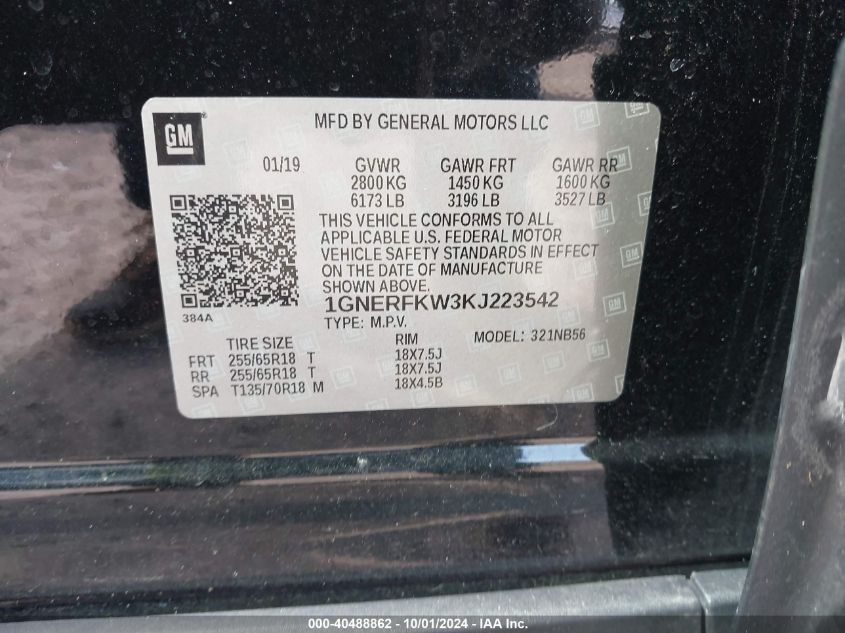 GM
MFD BY GENERAL MOTORS LLC
01/19 GVWR GAWR FRT GAWR RR
2800 KG 1450 KG 1600 KG
6173 LB 3196 LB 3527 LB
THIS VEHICLE CONFORMS TO ALL
APPLICABLE U.S. FEDERAL MOTOR
VEHICLE SAFETY STANDARDS IN EFFECT
ON THE DATE OF MANUFACTURE
SHOWN ABOVE.
384A
1GNERFKW3KJ223542
TYPE: M.P.V. MODEL: 321NB56
TIRE SIZE RIM
FRT 255/65R18 T 18X7.5J
RR 255/65R18 T 18X7.5J
SPA T135/70R18 M 18X4.5B
000-40488862 - 10/01/2024 - COPYRIGHT IAA, LLC.